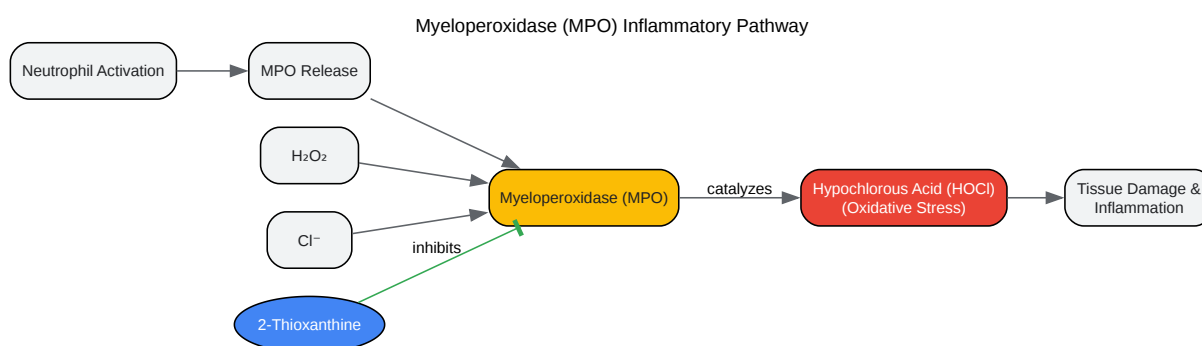 Myeloperoxidase (MPO) Inflammatory Pathway
Neutrophil Activation
MPO Release
H₂O₂
Cl⁻
2-Thioxanthine
inhibits
Myeloperoxidase (MPO)
catalyzes
Hypochlorous Acid (HOCl)
(Oxidative Stress)
Tissue Damage &
Inflammation